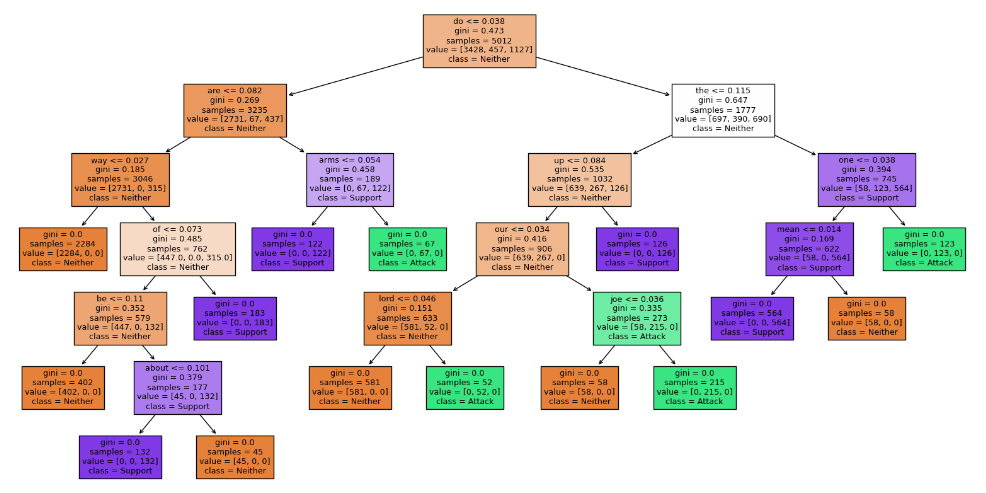 do <= 0.038
gini = 0.473
samples = 5012
value = [3428, 457, 1127]
class = Neither
are <= 0.082
gini = 0.269
samples = 3235
value = [2731, 67, 437]
class = Neither
the <= 0.115
gini = 0.647
samples = 1777
value = [697, 390, 690]
class = Neither
way <= 0.027
gini = 0.185
samples = 3046
value = [2731, 0, 315]
class = Neither
arms <= 0.054
gini = 0.458
samples = 189
value = [0, 67, 122]
class = Support
up <= 0.084
gini = 0.535
samples = 1032
value = [639, 267, 126]
class = Neither
one <= 0.038
gini = 0.394
samples = 745
value = [58, 123, 564]
class = Support
gini = 0.0
samples = 2284
value = [2284, 0, 0]
class = Neither
of <= 0.073
gini = 0.485
samples = 762
value = [447.0, 0.0, 315.0]
class = Neither
gini = 0.0
samples = 122
value = [0, 0, 122]
class = Support
gini = 0.0
samples = 67
value = [0, 67, 0]
class = Attack
our <= 0.034
gini = 0.416
samples = 906
value = [639, 267, 0]
class = Neither
gini = 0.0
samples = 126
value = [0, 0, 126]
class = Support
mean <= 0.014
gini = 0.169
samples = 622
value = [58, 0, 564]
class = Support
gini = 0.0
samples = 123
value = [0, 123, 0]
class = Attack
be <= 0.11
gini = 0.352
samples = 579
value = [447, 0, 132]
class = Neither
gini = 0.0
samples = 183
value = [0, 0, 183]
class = Support
lord <= 0.046
gini = 0.151
samples = 633
value = [581, 52, 0]
class = Neither
joe <= 0.036
gini = 0.335
samples = 273
value = [58, 215, 0]
class = Attack
gini = 0.0
samples = 564
value = [0, 0, 564]
class = Support
gini = 0.0
samples = 58
value = [58, 0, 0]
class = Neither
gini = 0.0
samples = 402
value = [402, 0, 0]
class = Neither
about <= 0.101
gini = 0.379
samples = 177
value = [45, 0, 132]
class = Support
gini = 0.0
samples = 581
value = [581, 0, 0]
class = Neither
gini = 0.0
samples = 52
value = [0, 52, 0]
class = Attack
gini = 0.0
samples = 58
value = [58, 0, 0]
class = Neither
gini = 0.0
samples = 215
value = [0, 215, 0]
class = Attack
gini = 0.0
samples = 132
value = [0, 0, 132]
class = Support
gini = 0.0
samples = 45
value = [45, 0, 0]
class = Neither